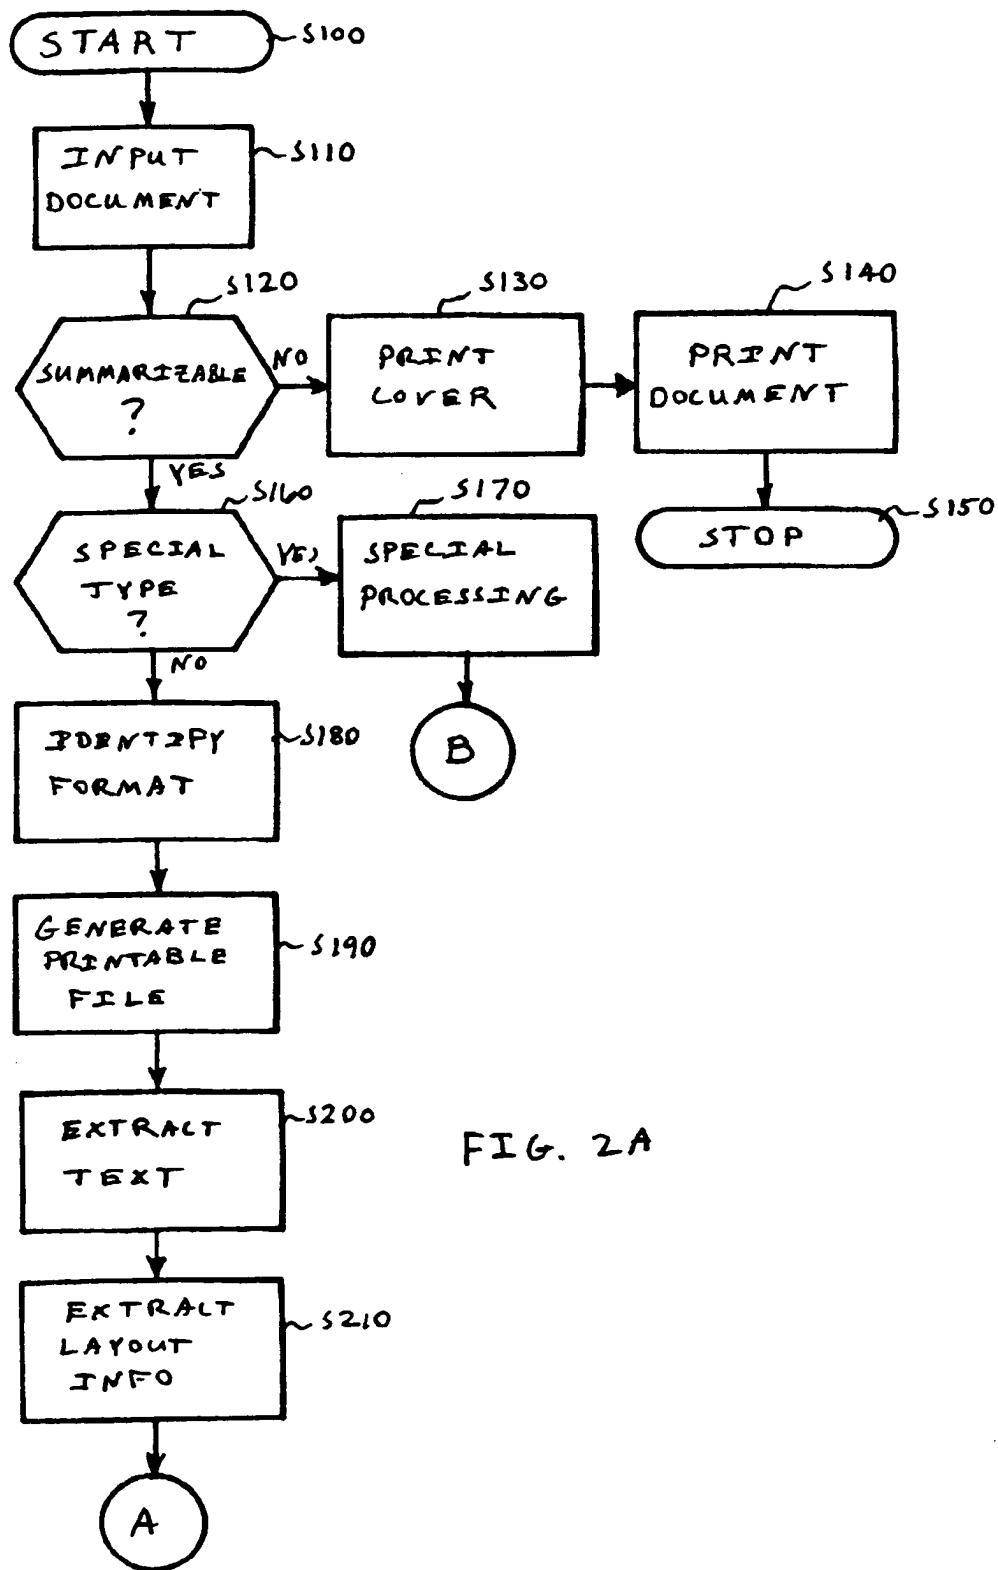 START
S100
INPUT
DOCUMENT
S110
S120
SUMMARIZABLE
?
NO
YES
S130
PRINT
COVER
S140
PRINT
DOCUMENT
STOP
S150
S160
SPECIAL
TYPE
?
YES
NO
S170
SPECIAL
PROCESSING
B
IDENTIFY
FORMAT
S180
GENERATE
PRINTABLE
FILE
S190
EXTRACT
TEXT
S200
FIG. 2A
EXTRACT
LAYOUT
INFO
S210
A